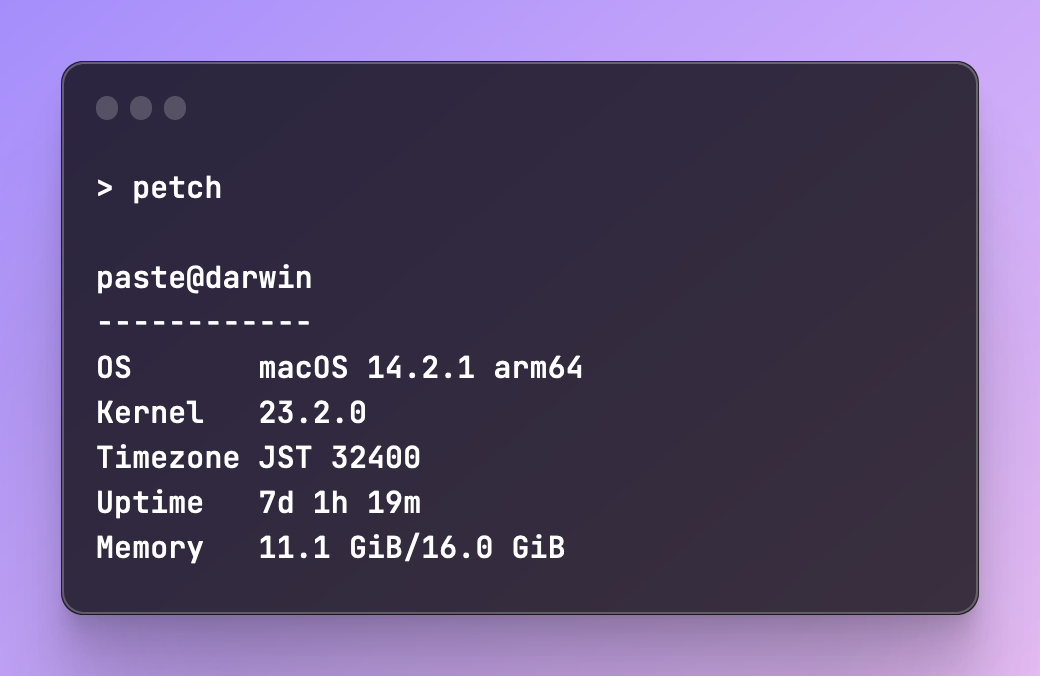 > petch
paste@darwin
------------
OS       macOS 14.2.1 arm64
Kernel   23.2.0
Timezone JST 32400
Uptime   7d 1h 19m
Memory   11.1 GiB/16.0 GiB